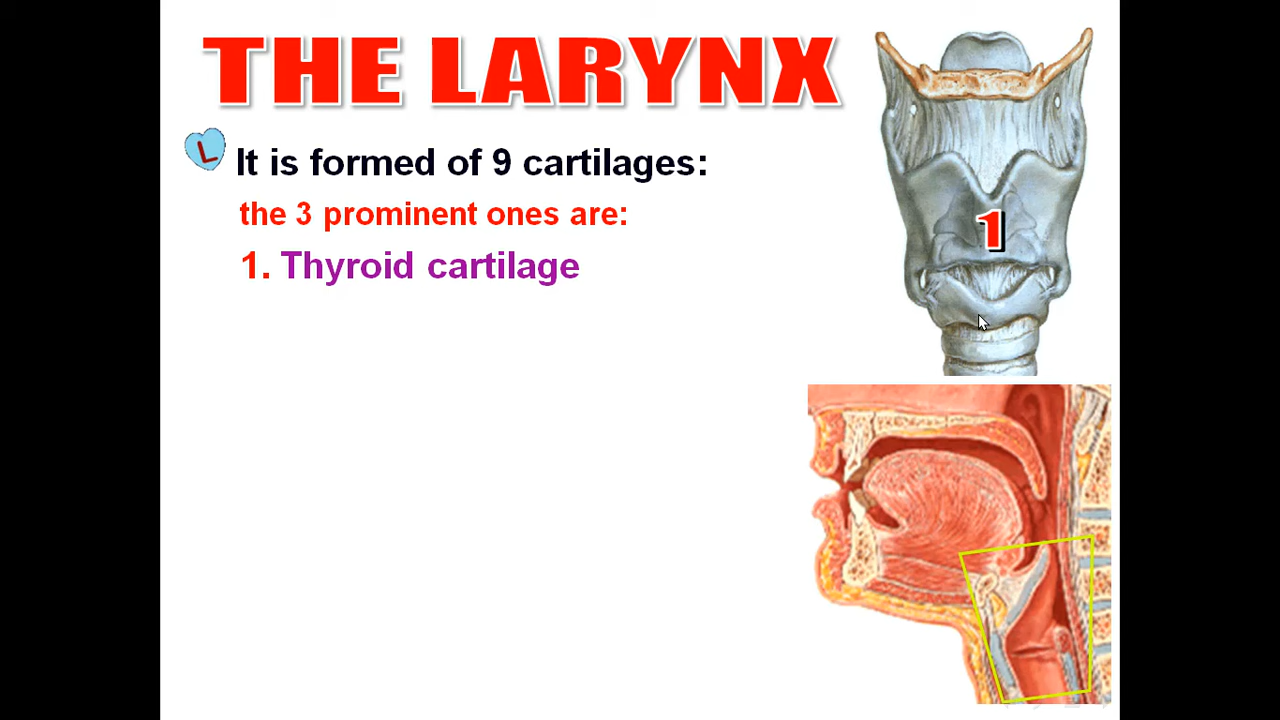 THE LARYNX
L It is formed of 9 cartilages:
the 3 prominent ones are:
1. Thyroid cartilage
1